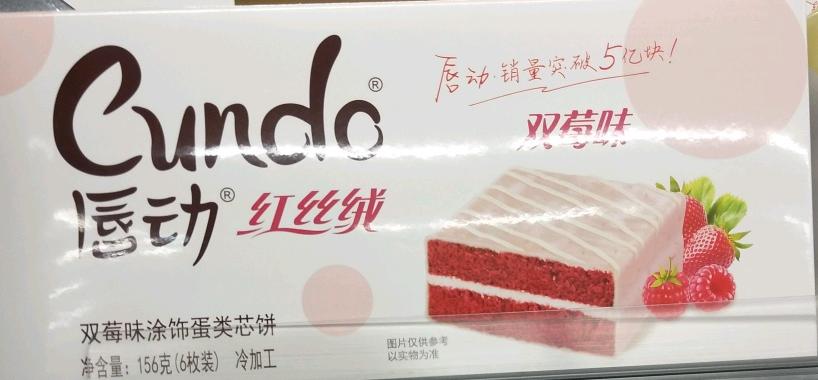 Cundo®
唇动·销量突破5亿块!
双莓味
唇动® 红丝绒
双莓味涂饰蛋类芯饼
净含量：156克(6枚装) 冷加工
图片仅供参考
以实物为准